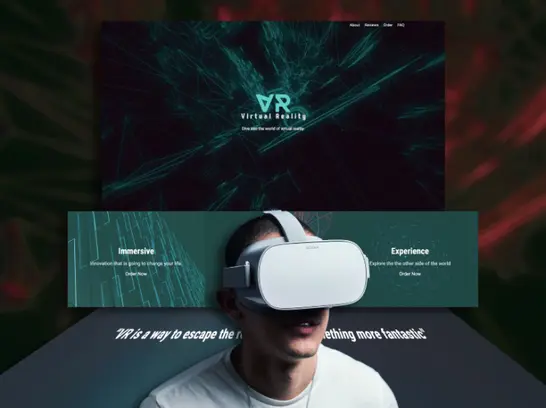 About Reviews Order FAQ
VR
Virtual Reality
Dive into the world of virtual reality
Immersive
Innovation that is going to change your life.
Order Now
Experience
Explore the the other side of the world
Order Now
"VR is a way to escape the
something more fantastic"